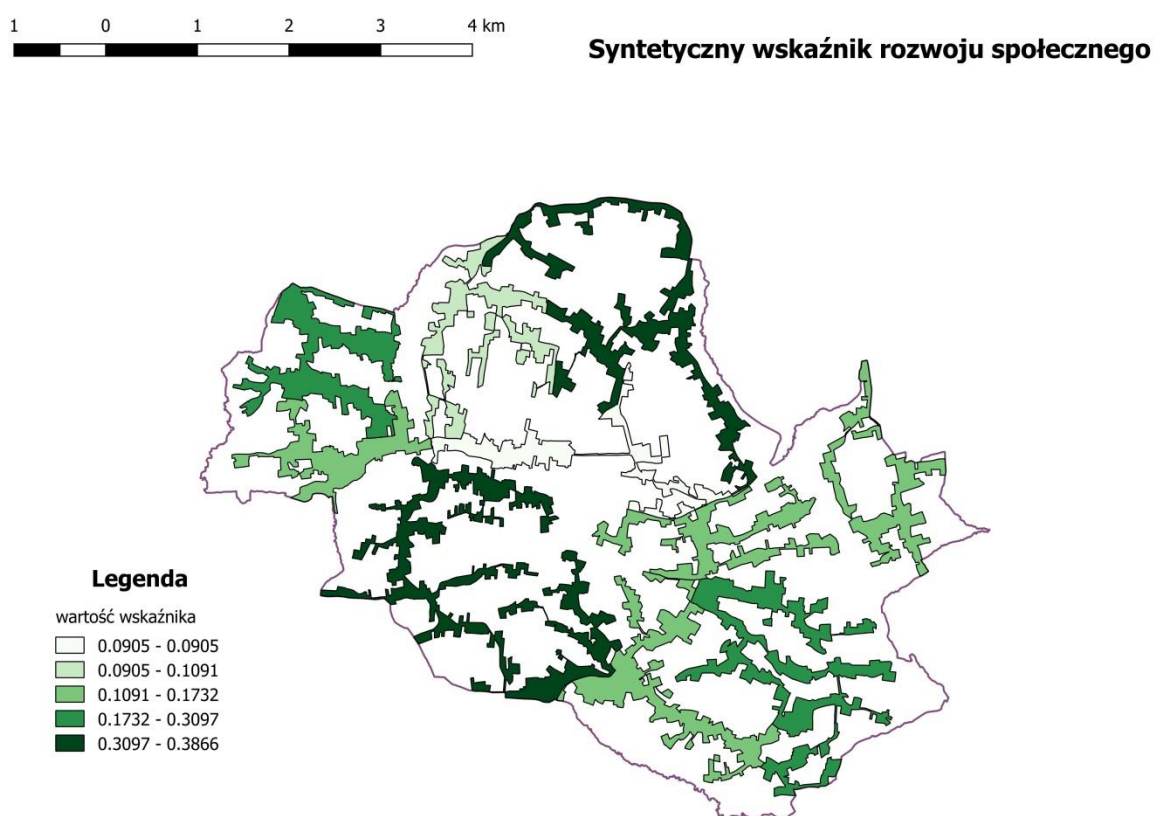 1 0 1 2 3 4 km
Syntetyczny wskaźnik rozwoju społecznego
Legenda
wartość wskaźnika
0.0905 - 0.0905
0.0905 - 0.1091
0.1091 - 0.1732
0.1732 - 0.3097
0.3097 - 0.3866